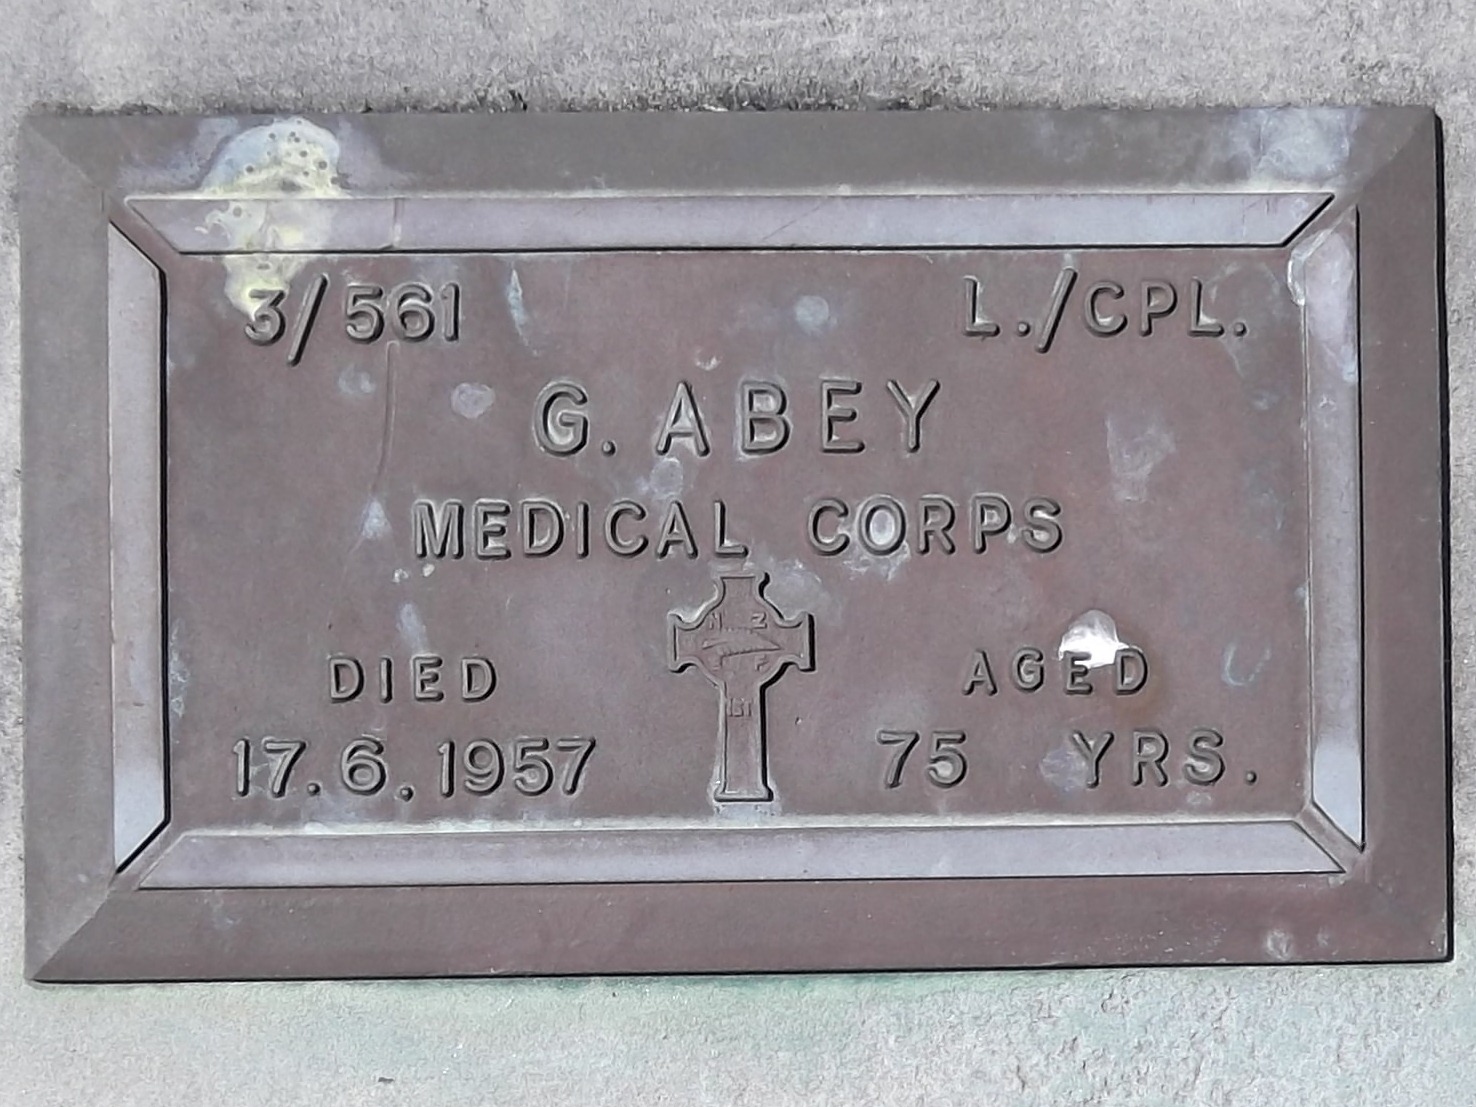 3/561 L./CPL.
G. ABEY
MEDICAL CORPS
N Z
DIED AGED
17.6.1957 75 YRS.